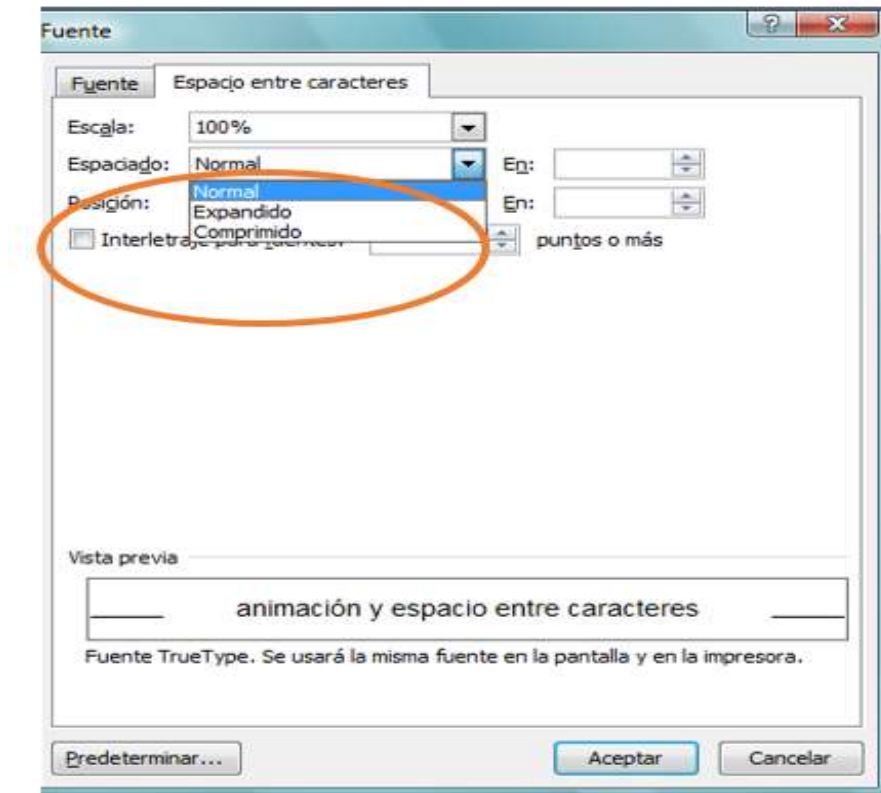 Fuente
Fuente Espacio entre caracteres
Escala: 100%
Espaciado: Normal En:
Normal
Posición: En:
Expandido
Comprimido
Interletraje para fuentes: puntos o más
Vista previa
animación y espacio entre caracteres
Fuente TrueType. Se usará la misma fuente en la pantalla y en la impresora.
Predeterminar... Aceptar Cancelar